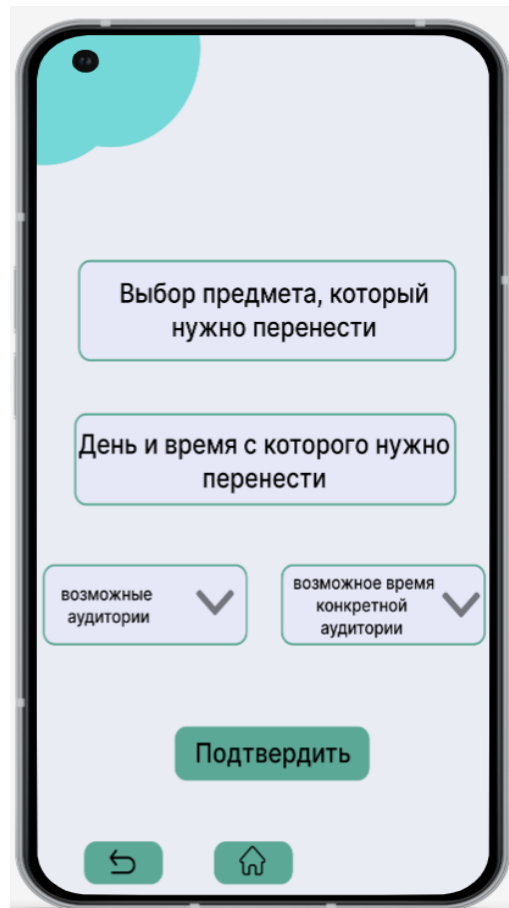 Выбор предмета, который
нужно перенести
День и время с которого нужно
перенести
возможные
аудитории
возможное время
конкретной
аудитории
Подтвердить